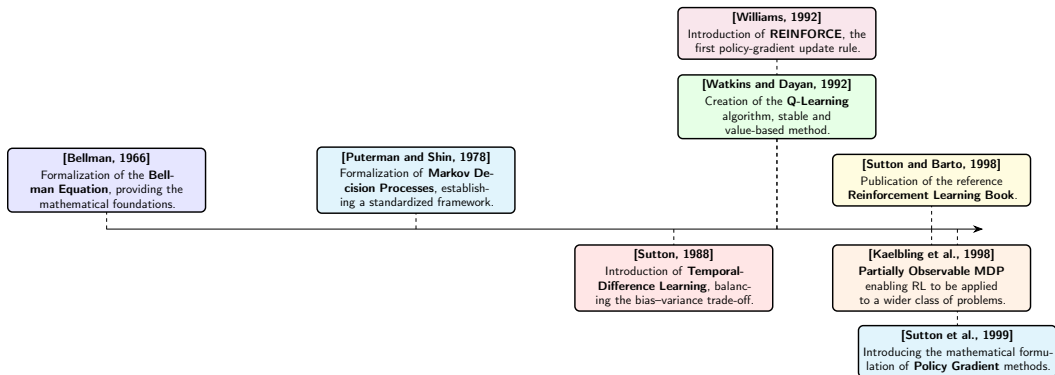 [Williams, 1992]
Introduction of REINFORCE, the
first policy-gradient update rule.
[Watkins and Dayan, 1992]
Creation of the Q-Learning
algorithm, stable and
value-based method.
[Bellman, 1966]
Formalization of the Bell-
man Equation, providing the
mathematical foundations.
[Puterman and Shin, 1978]
Formalization of Markov De-
cision Processes, establish-
ing a standardized framework.
[Sutton and Barto, 1998]
Publication of the reference
Reinforcement Learning Book.
[Sutton, 1988]
Introduction of Temporal-
Difference Learning, balanc-
ing the bias–variance trade-off.
[Kaelbling et al., 1998]
Partially Observable MDP
enabling RL to be applied
to a wider class of problems.
[Sutton et al., 1999]
Introducing the mathematical formu-
lation of Policy Gradient methods.